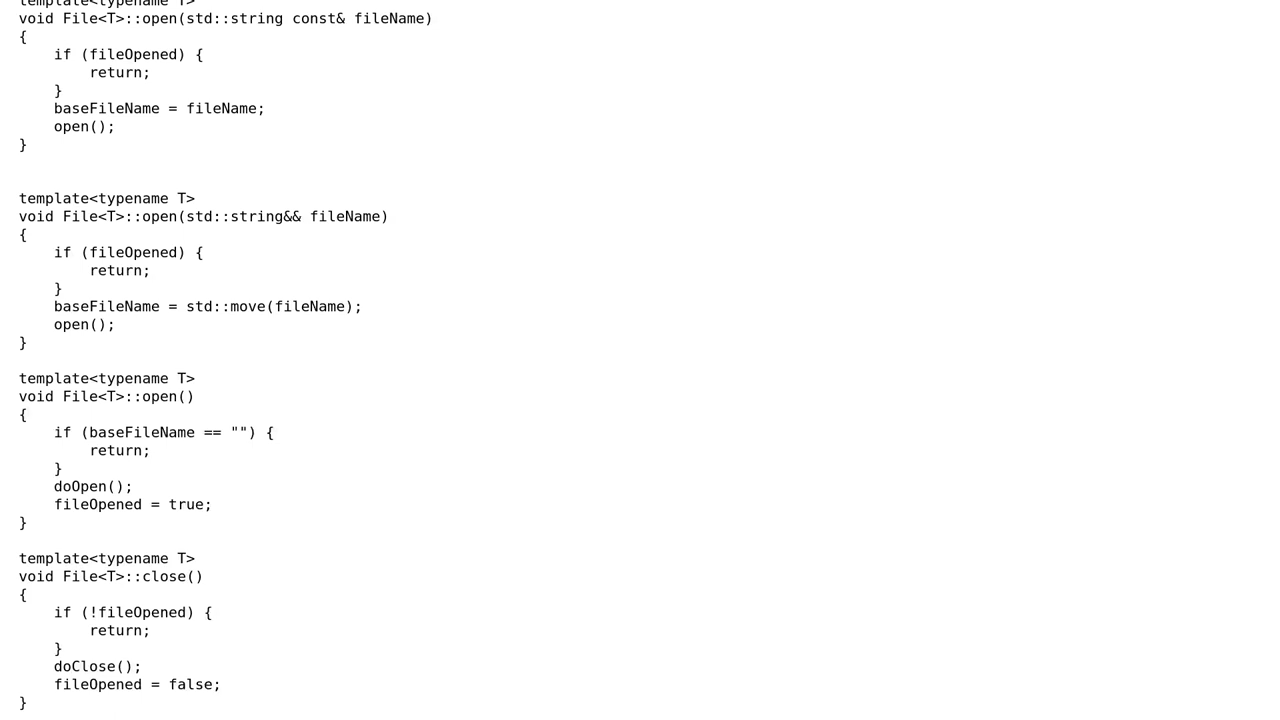 template<typename T>
void File<T>::open(std::string const& fileName)
{
    if (fileOpened) {
        return;
    }
    baseFileName = fileName;
    open();
}


template<typename T>
void File<T>::open(std::string&& fileName)
{
    if (fileOpened) {
        return;
    }
    baseFileName = std::move(fileName);
    open();
}

template<typename T>
void File<T>::open()
{
    if (baseFileName == "") {
        return;
    }
    doOpen();
    fileOpened = true;
}

template<typename T>
void File<T>::close()
{
    if (!fileOpened) {
        return;
    }
    doClose();
    fileOpened = false;
}